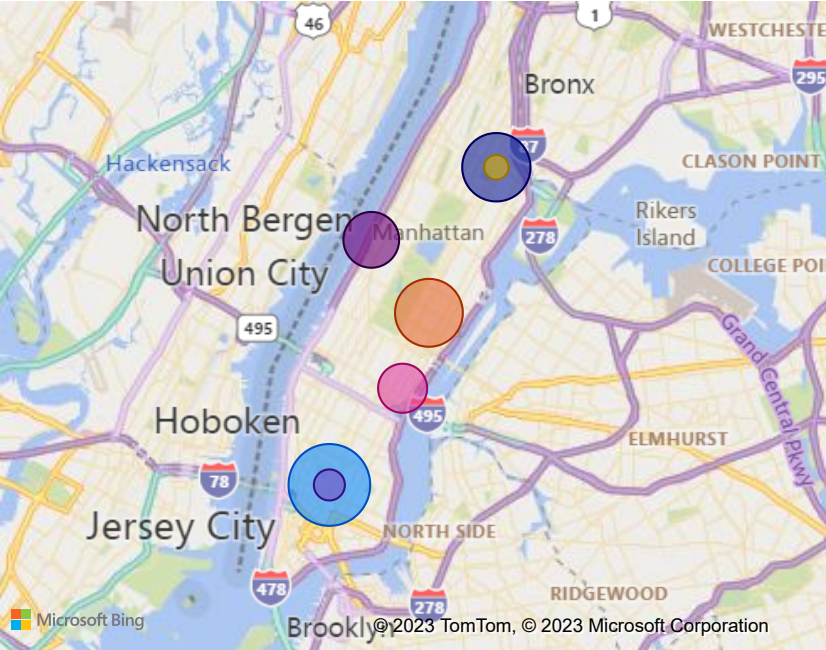 46
1
WESTCHESTE
295
Bronx
87
Hackensack
CLASON POINT
North Bergen
Manhattan
Rikers
Island
278
Union City
COLLEGE POI
495
Grand Central Pkwy
Hoboken
495
ELMHURST
78
Jersey City
NORTH SIDE
478
278
RIDGEWOOD
Microsoft Bing
Brooklyn
© 2023 TomTom, © 2023 Microsoft Corporation